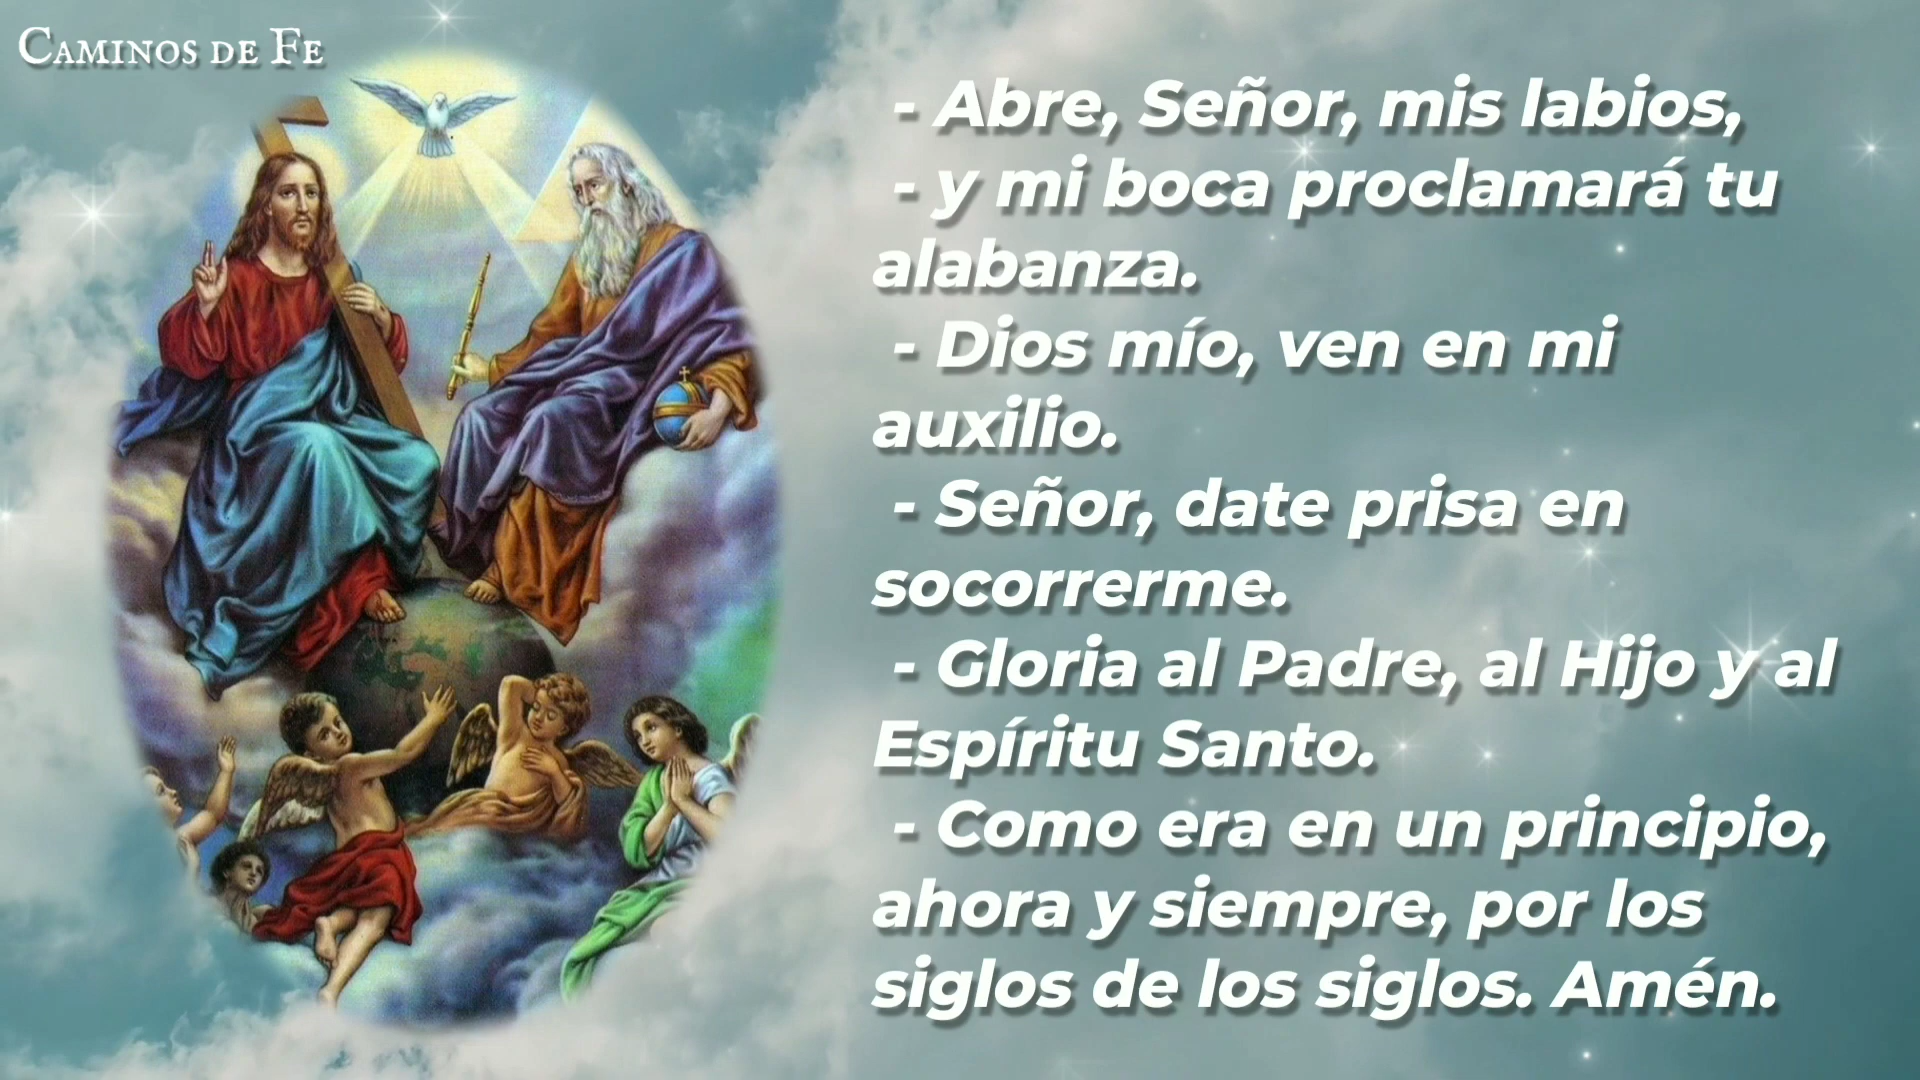 Caminos de Fe
- Abre, Señor, mis labios,
- y mi boca proclamará tu
alabanza.
- Dios mío, ven en mi
auxilio.
- Señor, date prisa en
socorrerme.
- Gloria al Padre, al Hijo y al
Espíritu Santo.
- Como era en un principio,
ahora y siempre, por los
siglos de los siglos. Amén.